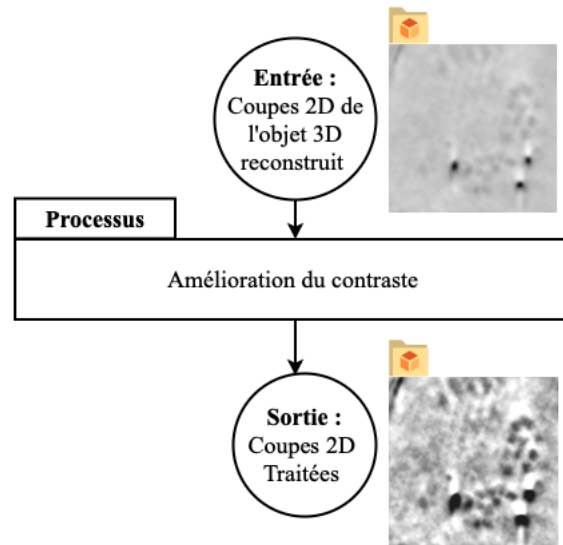 Entrée :
Coupes 2D de
l'objet 3D
reconstruit
Processus
Amélioration du contraste
Sortie :
Coupes 2D
Traitées